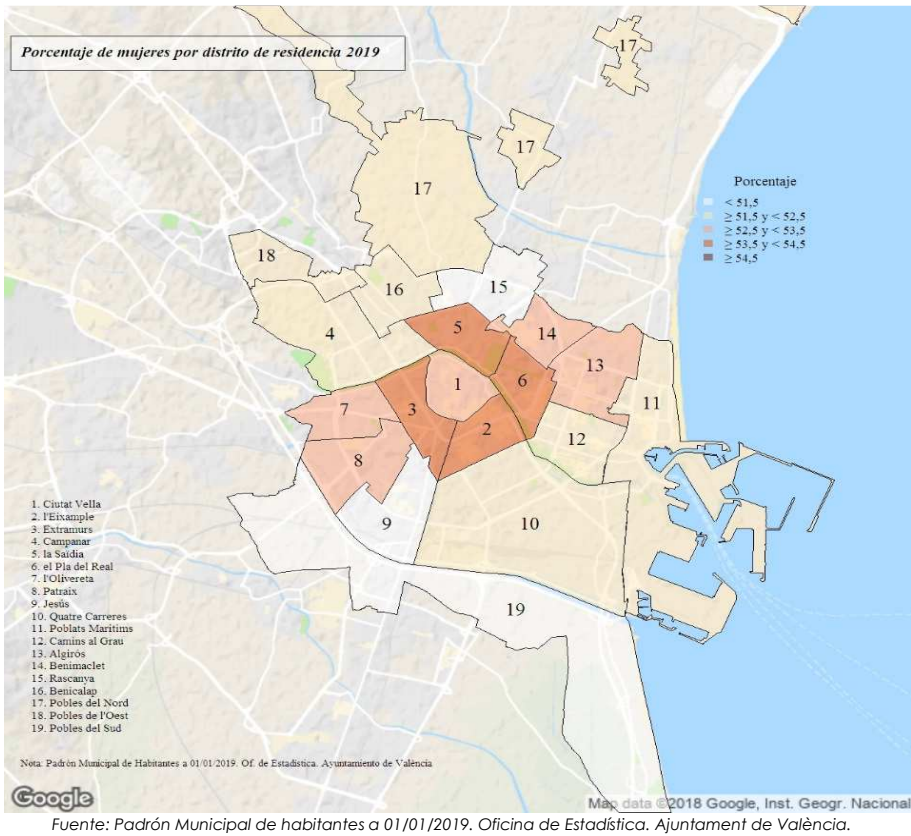 Porcentaje de mujeres por distrito de residencia 2019
17
17
17
Porcentaje
< 51,5
≥ 51,5 y < 52,5
≥ 52,5 y < 53,5
≥ 53,5 y < 54,5
≥ 54,5
18
16
15
4
5
14
13
1
6
11
7
3
2
12
8
9
10
19
1. Ciutat Vella
2. l'Eixample
3. Extramurs
4. Campanar
5. la Saïdia
6. el Pla del Real
7. l'Olivereta
8. Patraix
9. Jesús
10. Quatre Carreres
11. Poblats Marítims
12. Camins al Grau
13. Algirós
14. Benimaclet
15. Rascanya
16. Benicalap
17. Pobles del Nord
18. Pobles de l'Oest
19. Pobles del Sud
Nota: Padrón Municipal de Habitantes a 01/01/2019. Of. de Estadística. Ayuntamiento de València
Google
Map data ©2018 Google, Inst. Geogr. Nacional
Fuente: Padrón Municipal de habitantes a 01/01/2019. Oficina de Estadística. Ajuntament de València.